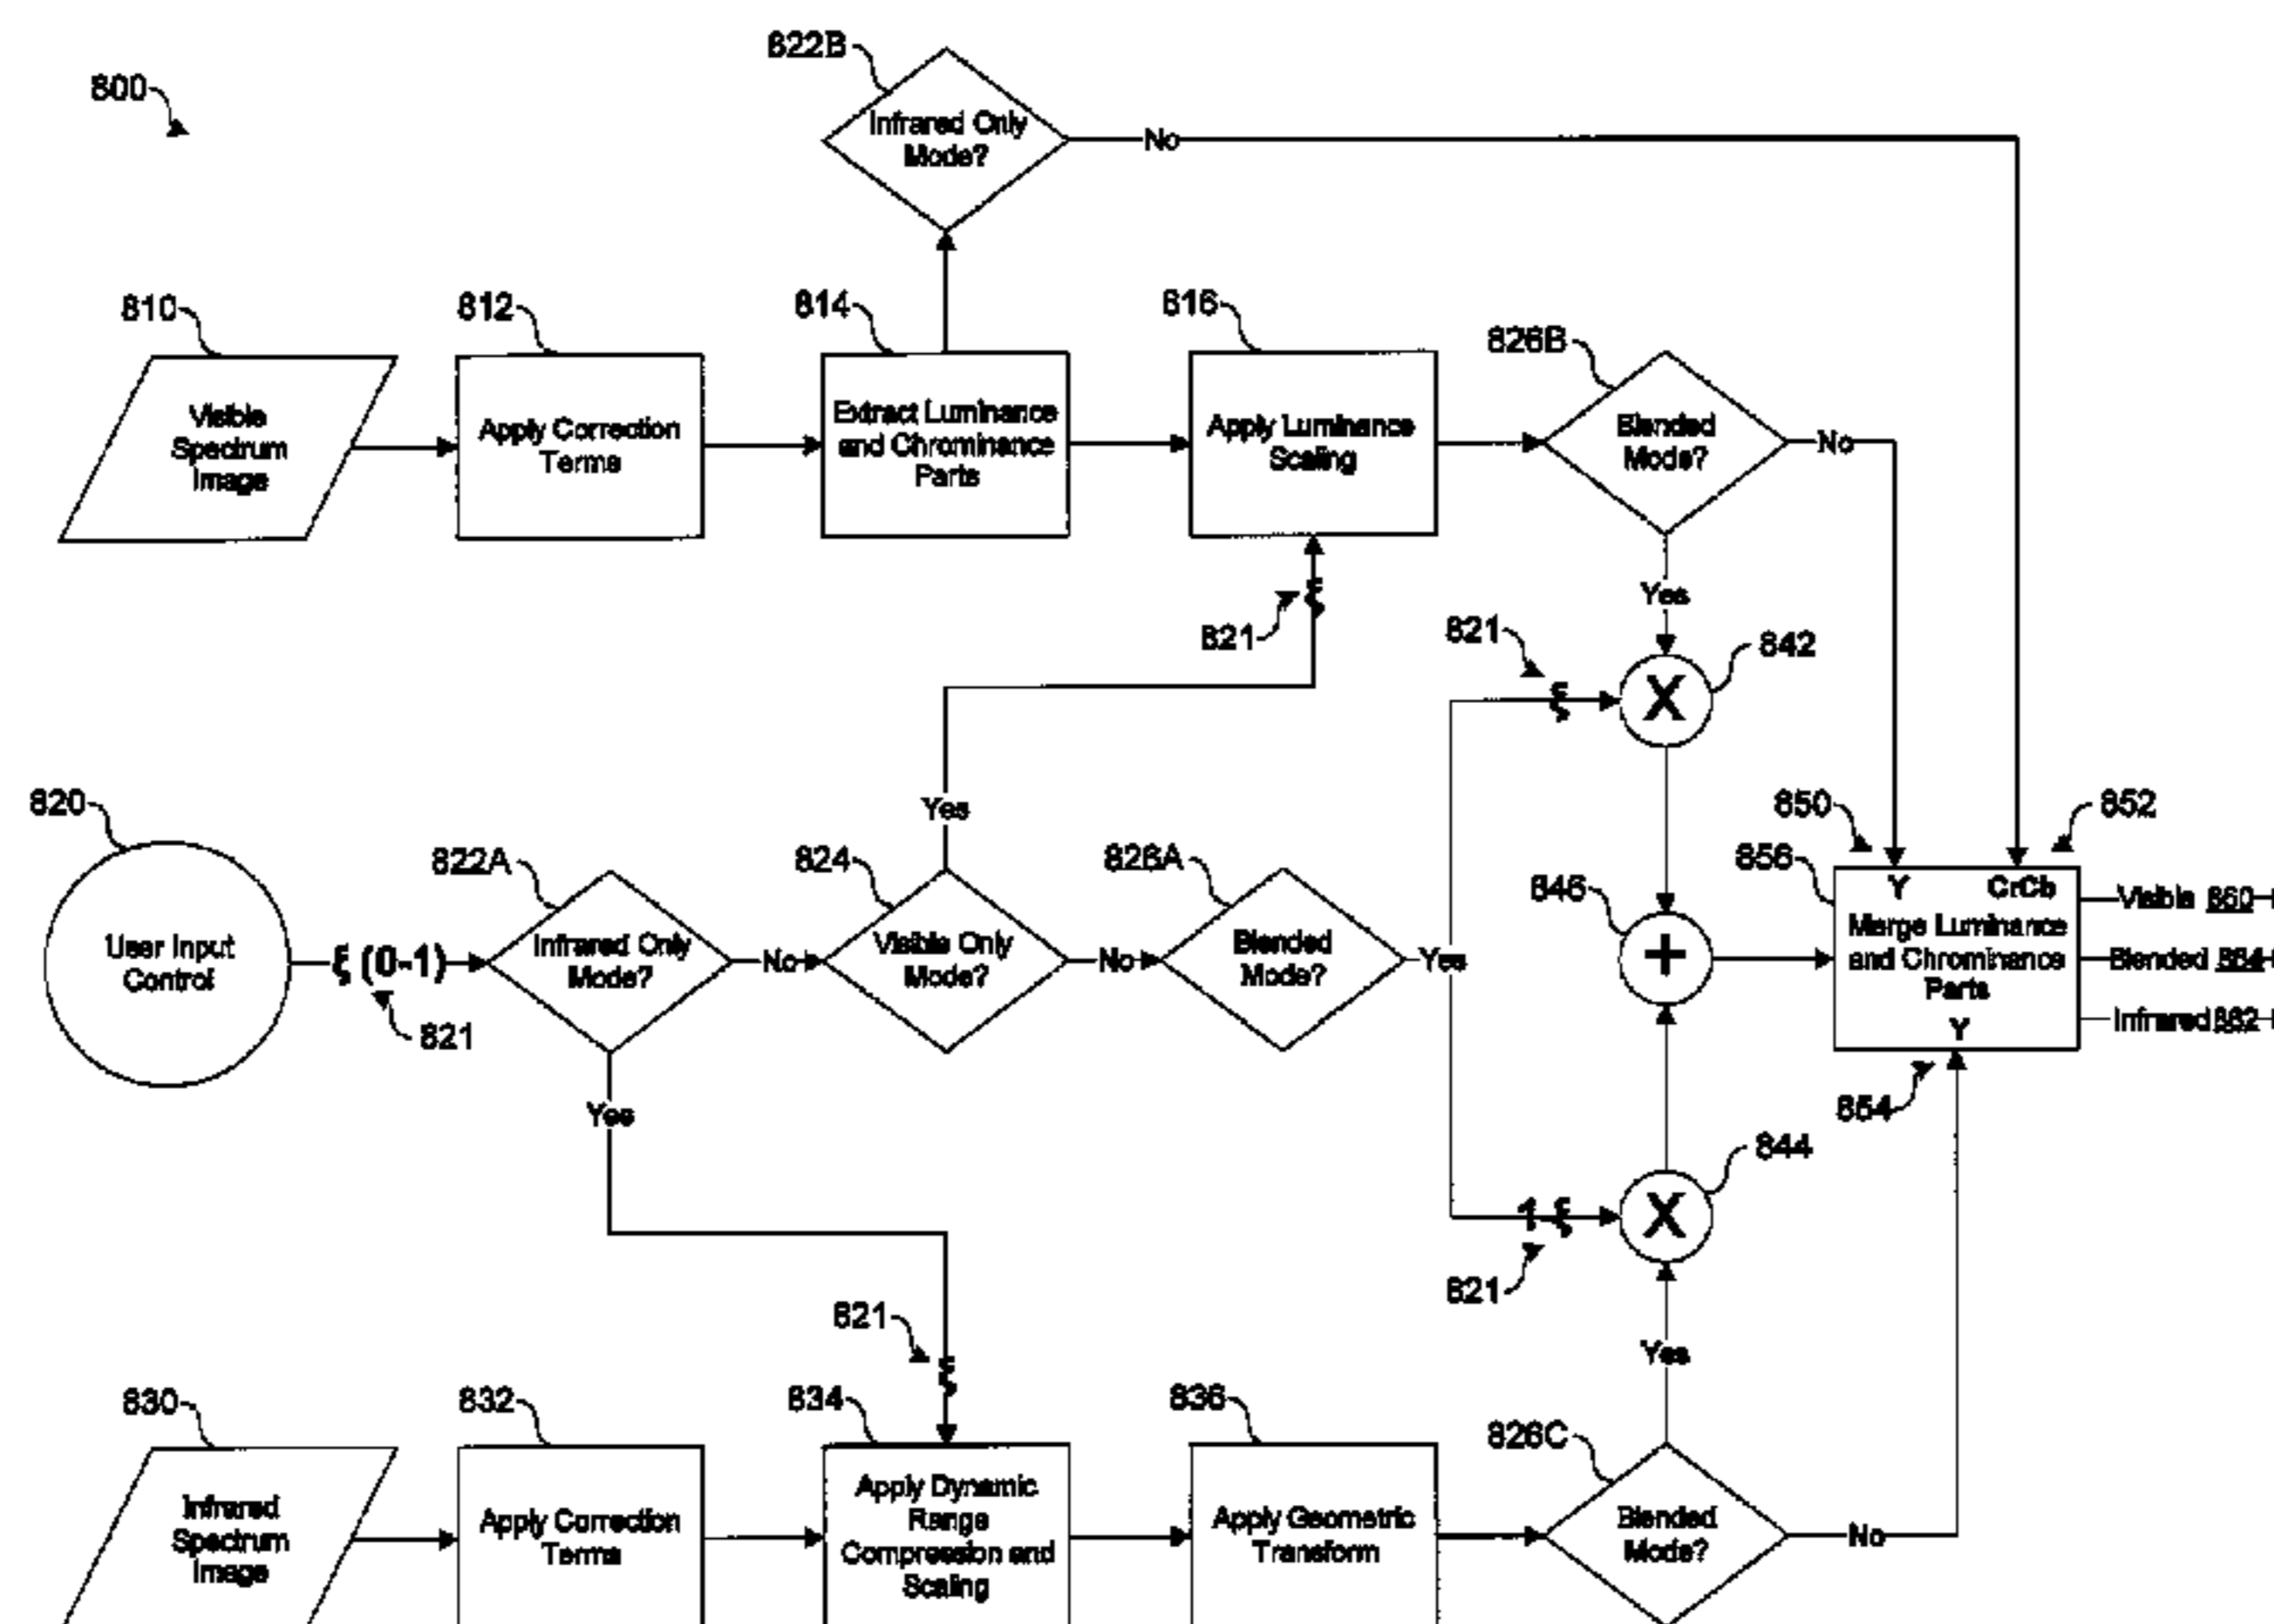 822B
800
Infrared Only
Mode?
No
810
812
814
816
826B
Visible
Spectrum
Image
Apply Correction
Terms
Extract Luminance
and Chrominance
Parts
Apply Luminance
Scaling
Blended
Mode?
No
Yes
ξ
821
821
ξ
842
X
820
Yes
822A
824
826A
846
850
852
856
User Input
Control
ξ (0-1)
821
Infrared Only
Mode?
No
Visible Only
Mode?
No
Blended
Mode?
Yes
+
Y
CrCb
Merge Luminance
and Chrominance
Parts
Y
Visible 860
Blended 864
Infrared 862
854
Yes
844
1-ξ
X
821
821
ξ
Yes
830
832
834
836
826C
Infrared
Spectrum
Image
Apply Correction
Terms
Apply Dynamic
Range
Compression and
Scaling
Apply Geometric
Transform
Blended
Mode?
No